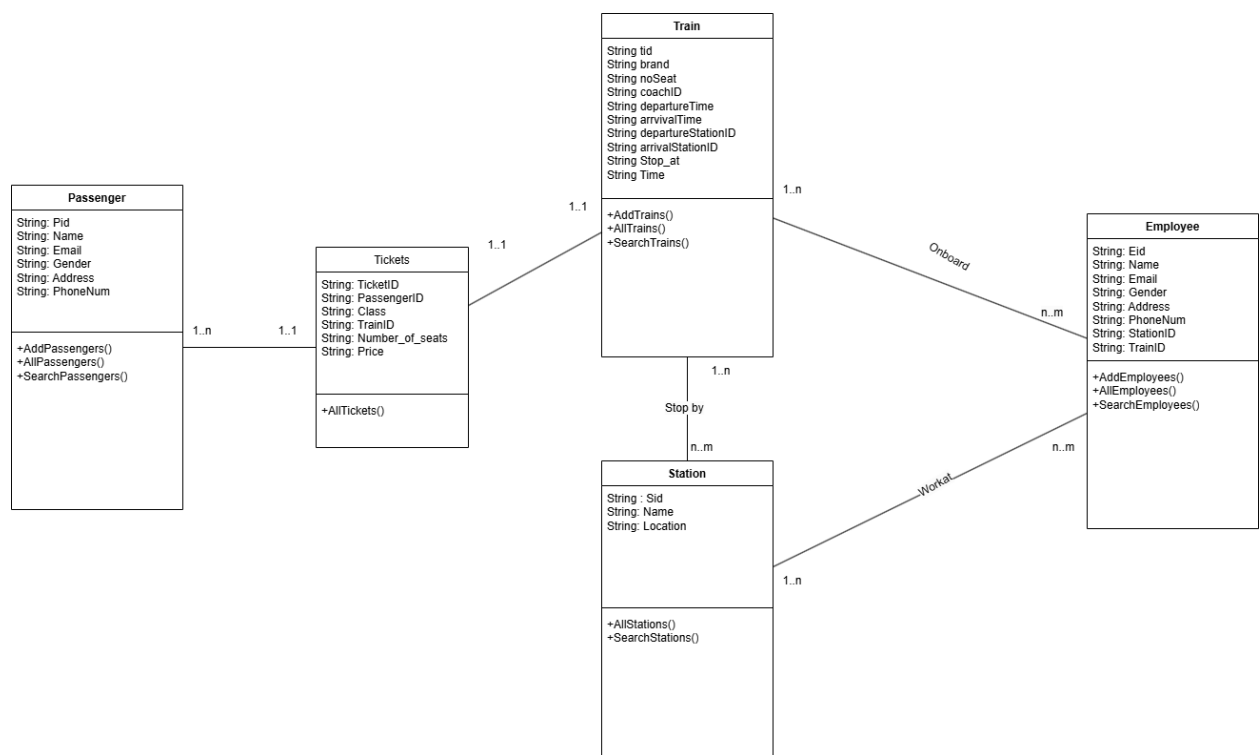 Train
String tid
String brand
String noSeat
String coachID
String departureTime
String arrvivalTime
String departureStationID
String arrivalStationID
String Stop_at
String Time
+AddTrains()
+AllTrains()
+SearchTrains()
Passenger
String: Pid
String: Name
String: Email
String: Gender
String: Address
String: PhoneNum
+AddPassengers()
+AllPassengers()
+SearchPassengers()
1..n
1..1
Tickets
String: TicketID
String: PassengerID
String: Class
String: TrainID
String: Number_of_seats
String: Price
+AllTickets()
1..1
1..1
1..n
Onboard
n..m
Employee
String: Eid
String: Name
String: Email
String: Gender
String: Address
String: PhoneNum
String: StationID
String: TrainID
+AddEmployees()
+AllEmployees()
+SearchEmployees()
1..n
Stop by
n..m
n..m
Workat
1..n
Station
String : Sid
String: Name
String: Location
+AllStations()
+SearchStations()